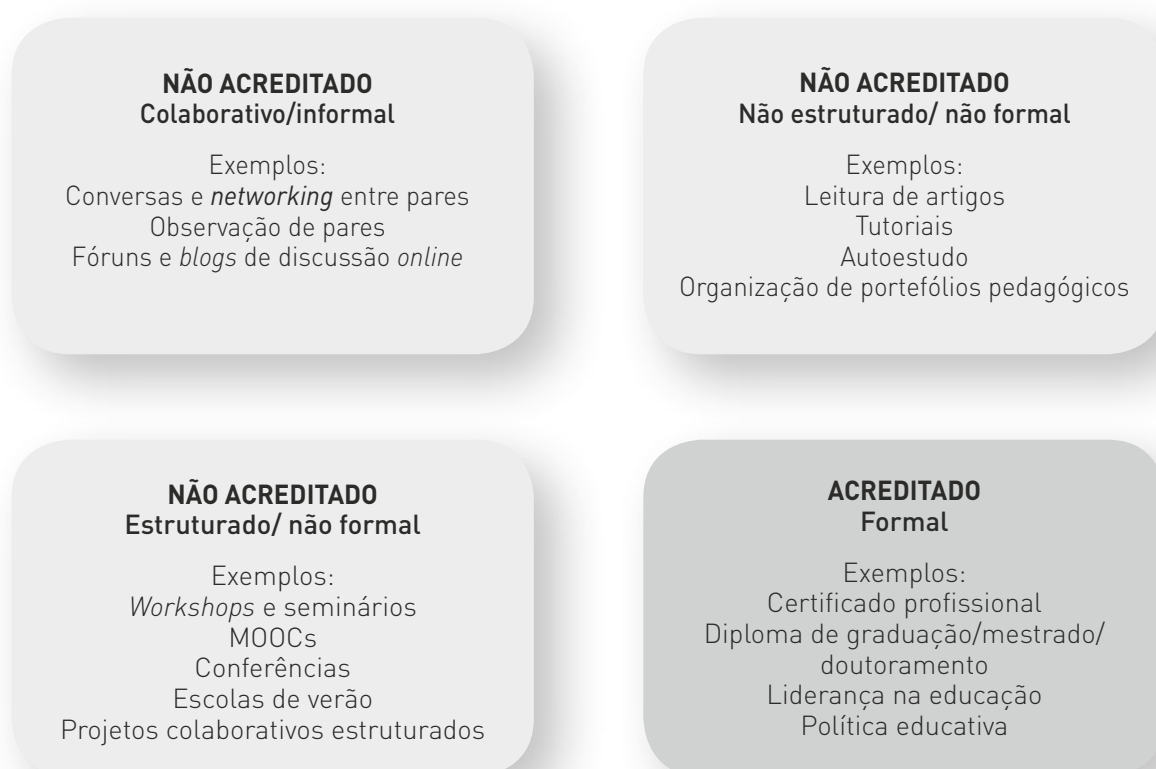 NÃO ACREDITADO
Colaborativo/informal
Exemplos:
Conversas e networking entre pares
Observação de pares
Fóruns e blogs de discussão online
NÃO ACREDITADO
Não estruturado/ não formal
Exemplos:
Leitura de artigos
Tutoriais
Autoestudo
Organização de portefólios pedagógicos
NÃO ACREDITADO
Estruturado/ não formal
Exemplos:
Workshops e seminários
MOOCs
Conferências
Escolas de verão
Projetos colaborativos estruturados
ACREDITADO
Formal
Exemplos:
Certificado profissional
Diploma de graduação/mestrado/
doutoramento
Liderança na educação
Política educativa